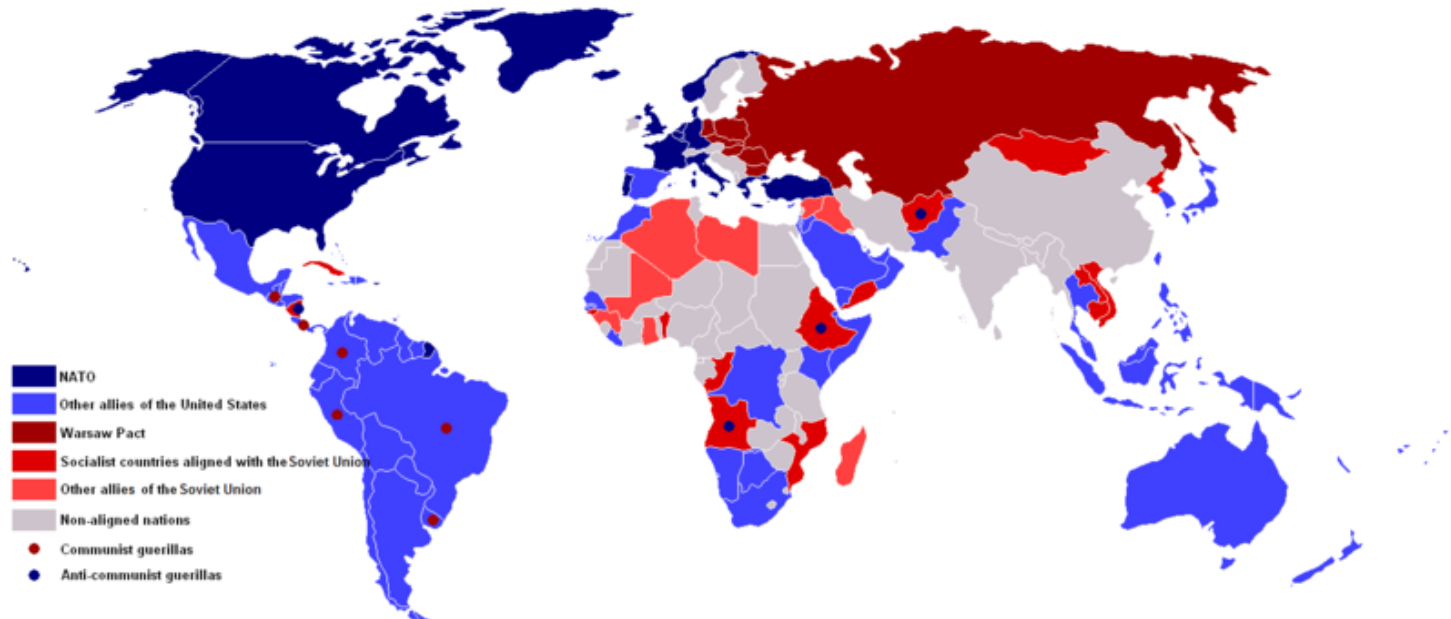 NATO
Other allies of the United States
Warsaw Pact
Socialist countries aligned with the Soviet Union
Other allies of the Soviet Union
Non-aligned nations
Communist guerillas
Anti-communist guerillas